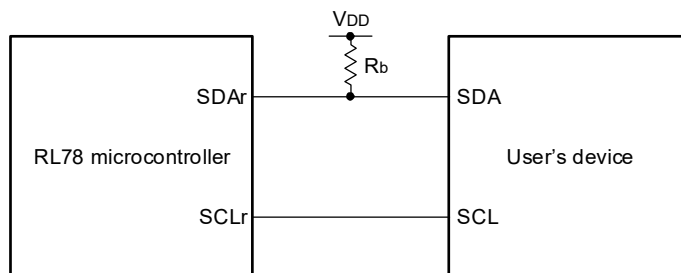 VDD
Rb
SDAr
SDA
RL78 microcontroller
User's device
SCLr
SCL